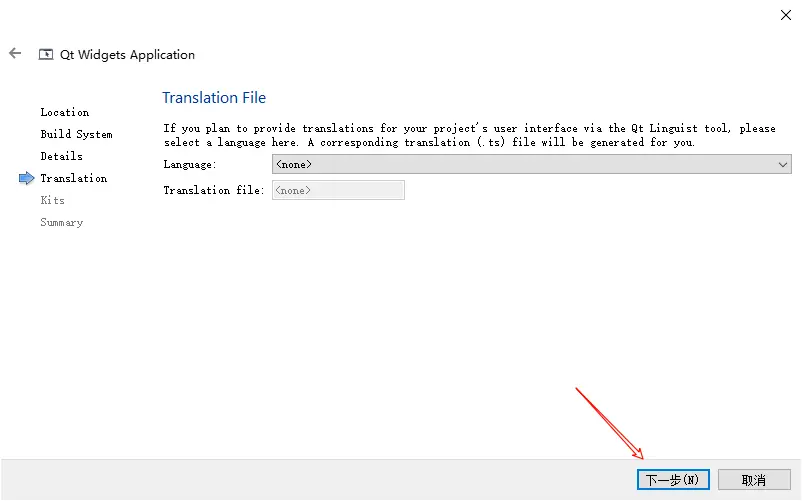 Qt Widgets Application
Location
Build System
Details
Translation
Kits
Summary
Translation File
If you plan to provide translations for your project's user interface via the Qt Linguist tool, please
select a language here. A corresponding translation (.ts) file will be generated for you.
Language: <none>
Translation file: <none>
下一步(N) 取消